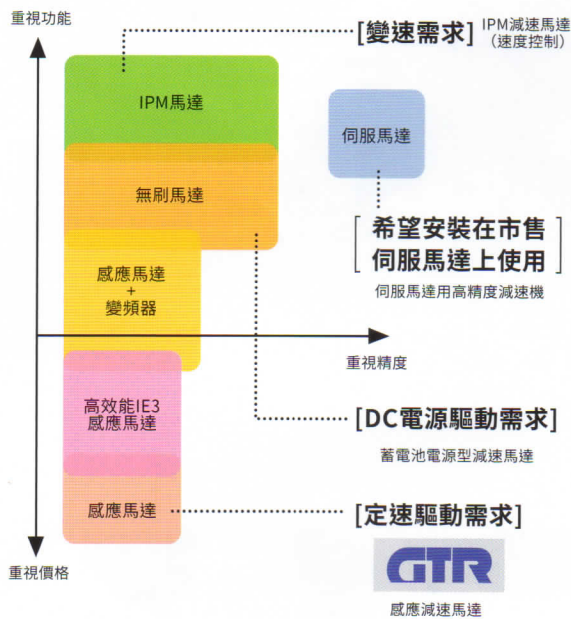 重視功能
[變速需求] IPM減速馬達
（速度控制）
IPM馬達
伺服馬達
無刷馬達
希望安裝在市售
伺服馬達上使用
伺服馬達用高精度減速機
感應馬達
+
變頻器
重視精度
高效能IE3
感應馬達
[DC電源驅動需求]
蓄電池電源型減速馬達
感應馬達
[定速驅動需求]
GTR
重視價格
感應減速馬達